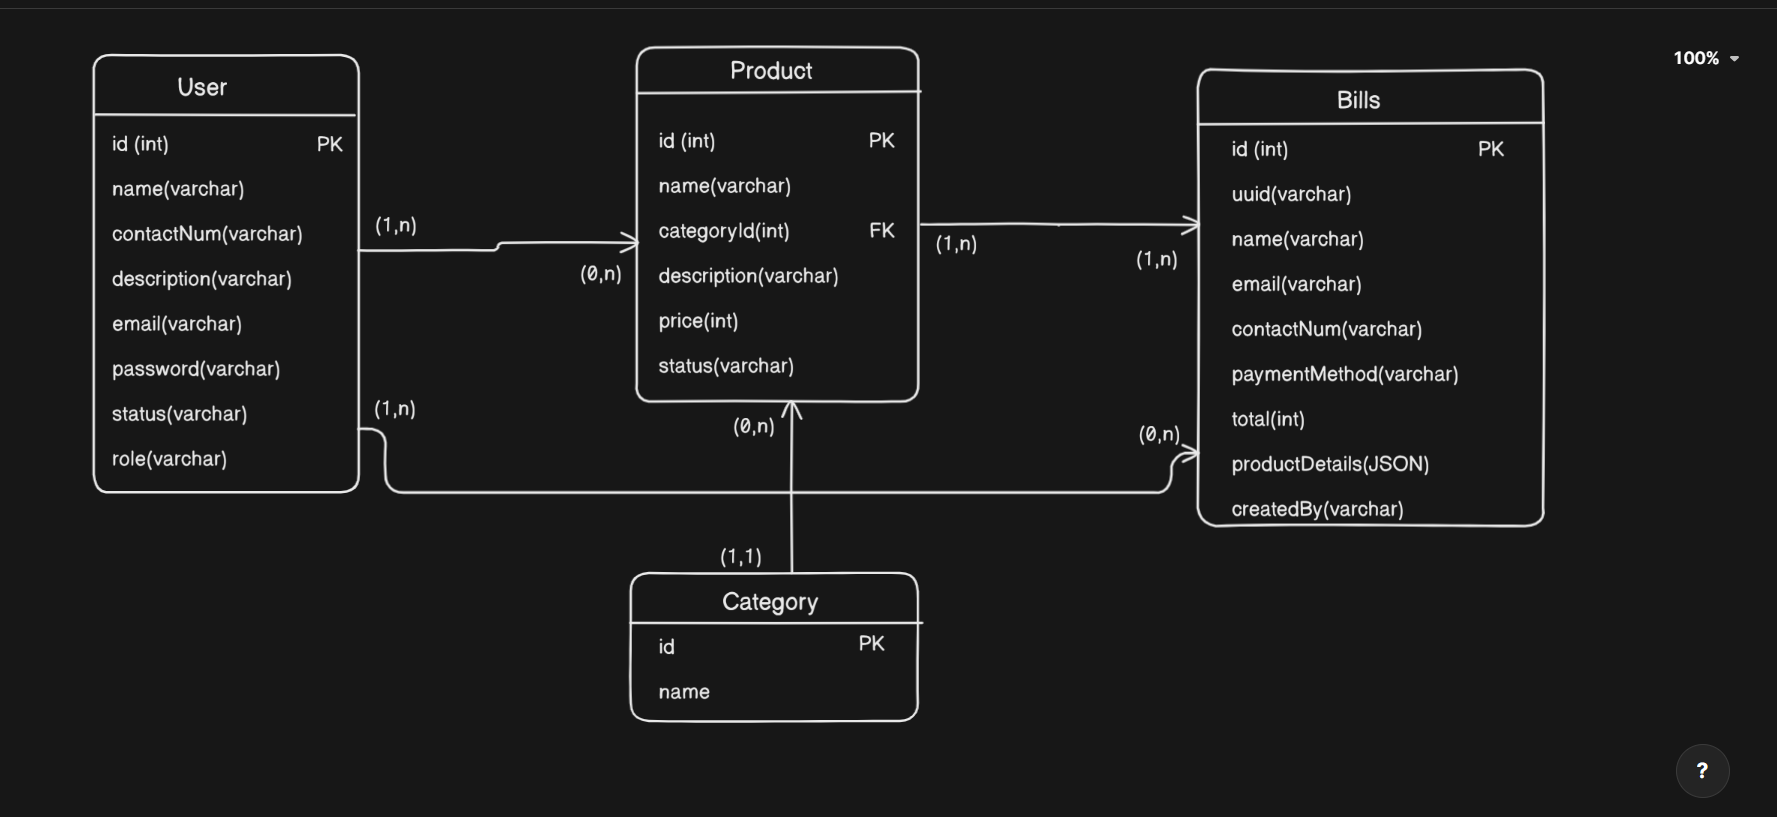 100%
User
id (int) PK
name(varchar)
contactNum(varchar)
description(varchar)
email(varchar)
password(varchar)
status(varchar)
role(varchar)
(1,n)
(0,n)
(1,n)
(0,n)
Product
id (int) PK
name(varchar)
categoryId(int) FK
description(varchar)
price(int)
status(varchar)
(1,n)
(1,n)
(0,n)
(1,1)
Bills
id (int) PK
uuid(varchar)
name(varchar)
email(varchar)
contactNum(varchar)
paymentMethod(varchar)
total(int)
productDetails(JSON)
createdBy(varchar)
Category
id PK
name
?